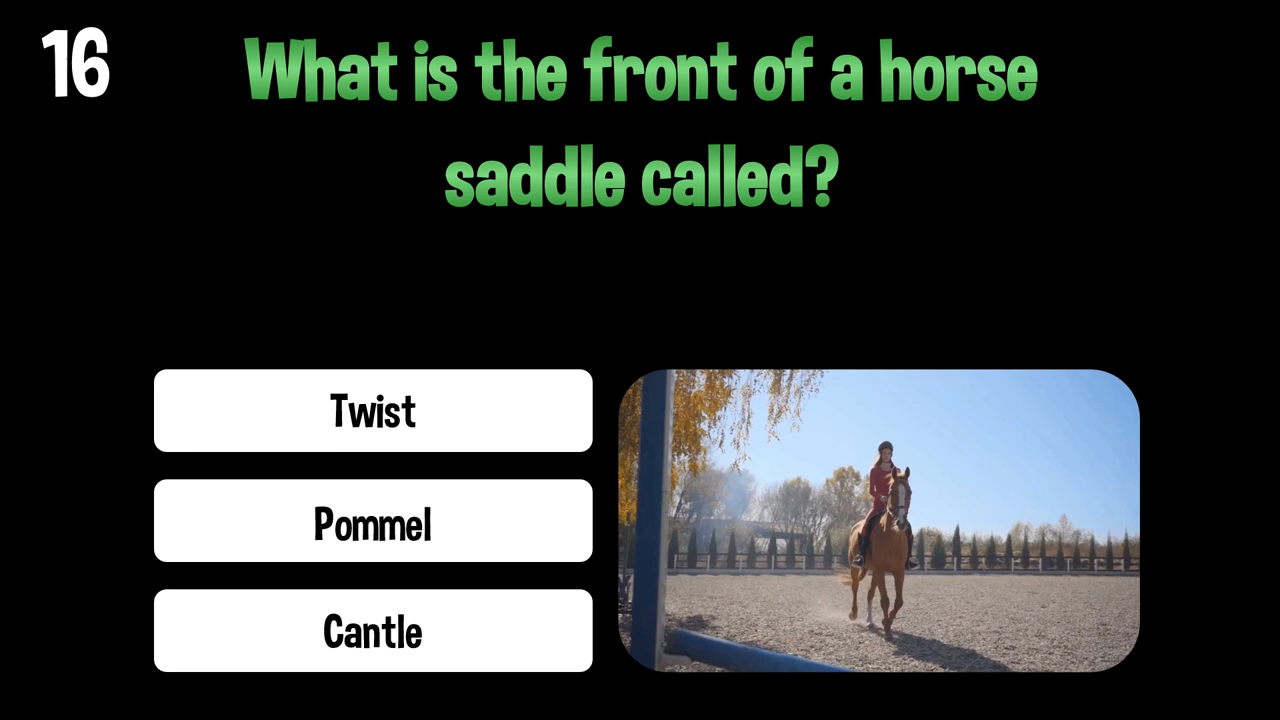 16
What is the front of a horse
saddle called?
Twist
Pommel
Cantle